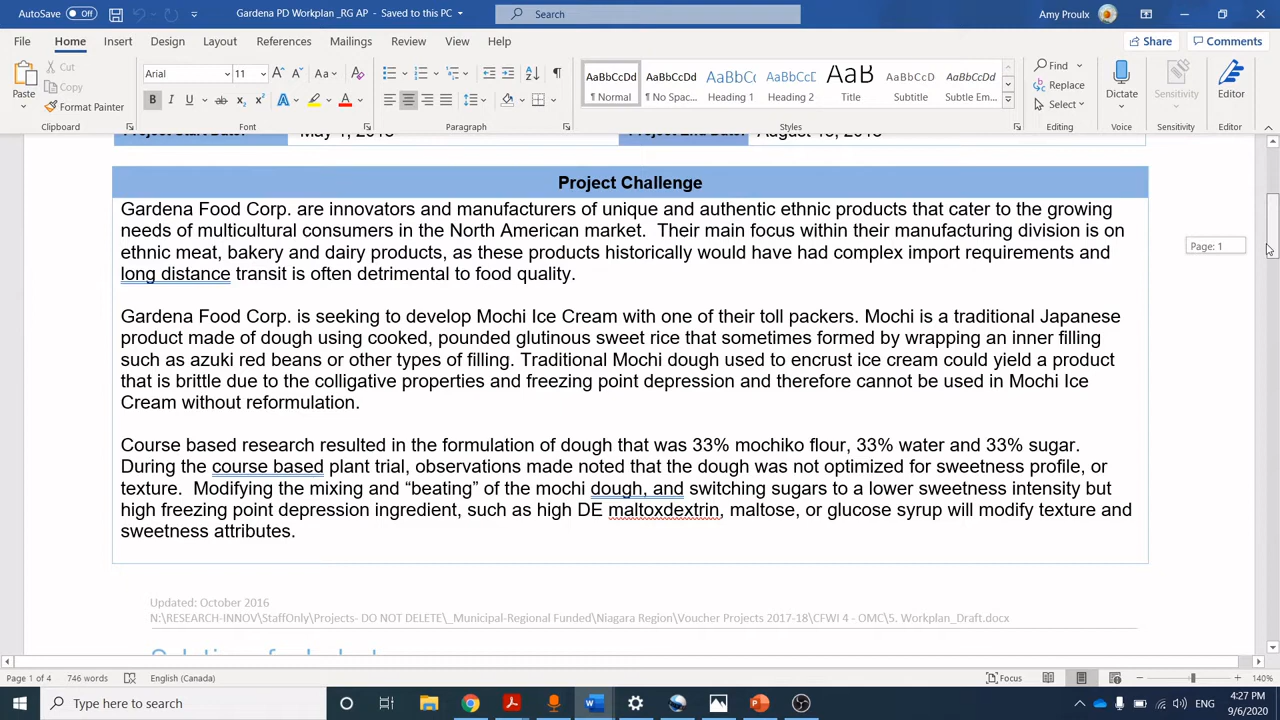 AutoSave Off Gardena PD Workplan _RG AP - Saved to this PC Search Amy Proulx
File Home Insert Design Layout References Mailings Review View Help Share Comments
Paste Cut Copy Format Painter Clipboard
Arial 11 Font
Paragraph
AaBbCcDd ¶ Normal AaBbCcDd ¶ No Spac... AaBbCc Heading 1 AaBbCcD Heading 2 AaB Title AaBbCcD Subtitle AaBbCcDd Subtle Em... Styles
Find Replace Select Editing
Dictate Voice
Sensitivity Sensitivity
Editor Editor
Project Start Date: May 1, 2018 Project End Date:
Project Challenge
Gardena Food Corp. are innovators and manufacturers of unique and authentic ethnic products that cater to the growing
needs of multicultural consumers in the North American market. Their main focus within their manufacturing division is on
ethnic meat, bakery and dairy products, as these products historically would have had complex import requirements and
long distance transit is often detrimental to food quality.
Page: 1
Gardena Food Corp. is seeking to develop Mochi Ice Cream with one of their toll packers. Mochi is a traditional Japanese
product made of dough using cooked, pounded glutinous sweet rice that sometimes formed by wrapping an inner filling
such as azuki red beans or other types of filling. Traditional Mochi dough used to encrust ice cream could yield a product
that is brittle due to the colligative properties and freezing point depression and therefore cannot be used in Mochi Ice
Cream without reformulation.
Course based research resulted in the formulation of dough that was 33% mochiko flour, 33% water and 33% sugar.
During the course based plant trial, observations made noted that the dough was not optimized for sweetness profile, or
texture. Modifying the mixing and “beating” of the mochi dough, and switching sugars to a lower sweetness intensity but
high freezing point depression ingredient, such as high DE maltoxdextrin, maltose, or glucose syrup will modify texture and
sweetness attributes.
Updated: October 2016
N:\RESEARCH-INNOV\StaffOnly\Projects- DO NOT DELETE\_Municipal-Regional Funded\Niagara Region\Voucher Projects 2017-18\CFWI 4 - OMC\5. Workplan_Draft.docx
Page 1 of 4 746 words English (Canada) Focus 140%
Type here to search ENG 4:27 PM
9/6/2020